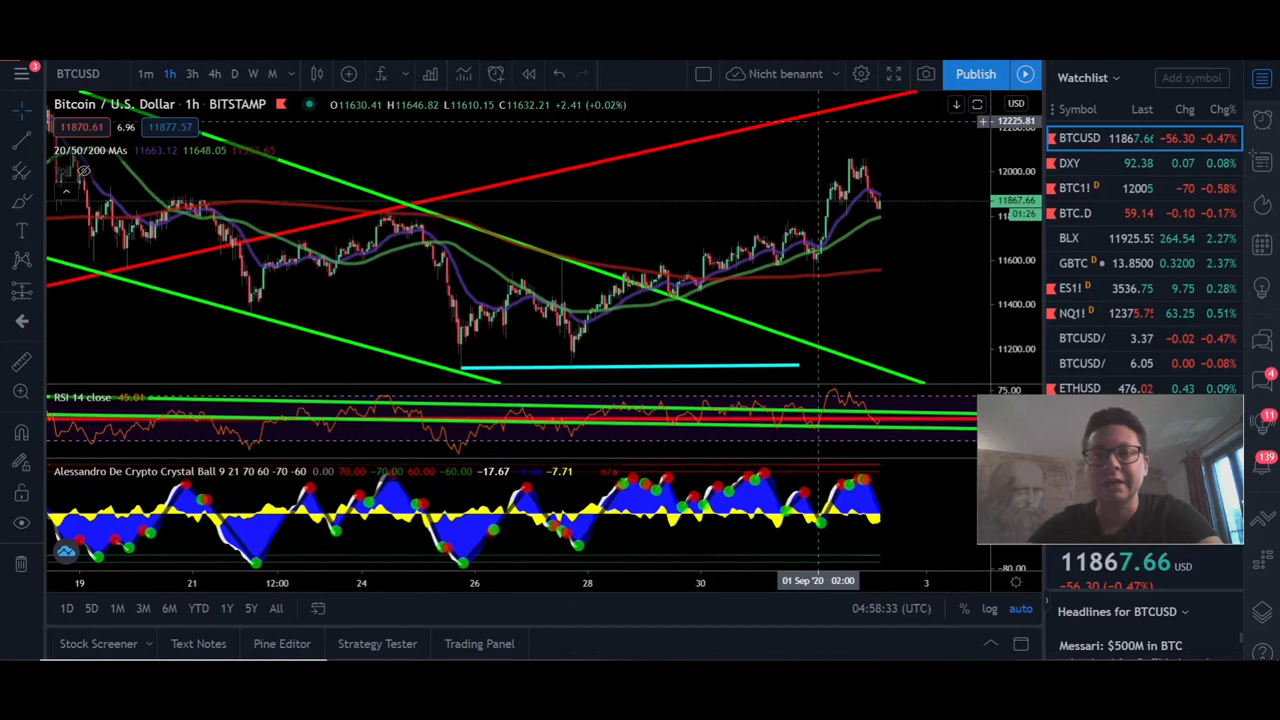 3
BTCUSD 1m 1h 3h 4h D W M Nicht benannt Publish
Watchlist Add symbol
Bitcoin / U.S. Dollar 1h BITSTAMP O11630.41 H11646.82 L11610.15 C11632.21 +2.41 (+0.02%) USD
Symbol Last Chg Chg%
11870.61 6.96 11877.57
20/50/200 MAs 11663.12 11648.05
12225.81
12000.00
11867.66
01:26
11600.00
11400.00
11200.00
BTCUSD 11867.66 −56.30 −0.47%
DXY 92.38 0.07 0.08%
BTC1! D 12005 −70 −0.58%
BTC.D 59.14 −0.10 −0.17%
BLX 11925.53 264.54 2.27%
GBTC D 13.8500 0.3200 2.37%
ES1! D 3536.75 9.75 0.28%
NQ1! D 12375.75 63.25 0.51%
BTCUSD/ 3.37 −0.02 −0.47%
BTCUSD/ 6.05 0.00 −0.08%
ETHUSD 476.02 0.43 0.09%
75.00
RSI 14 close 45.01
Alessandro De Crypto Crystal Ball 9 21 70 60 -70 -60 0.00 70.00 −70.00 60.00 −60.00 −17.67 −7.71 n/a
−80.00
4
11
139
19 21 12:00 24 26 28 30 01 Sep '20 02:00 3
11867.66 USD
−56.30 (−0.47%)
1D 5D 1M 3M 6M YTD 1Y 5Y All 04:58:33 (UTC) % log auto
Headlines for BTCUSD
Stock Screener Text Notes Pine Editor Strategy Tester Trading Panel
Messari: $500M in BTC